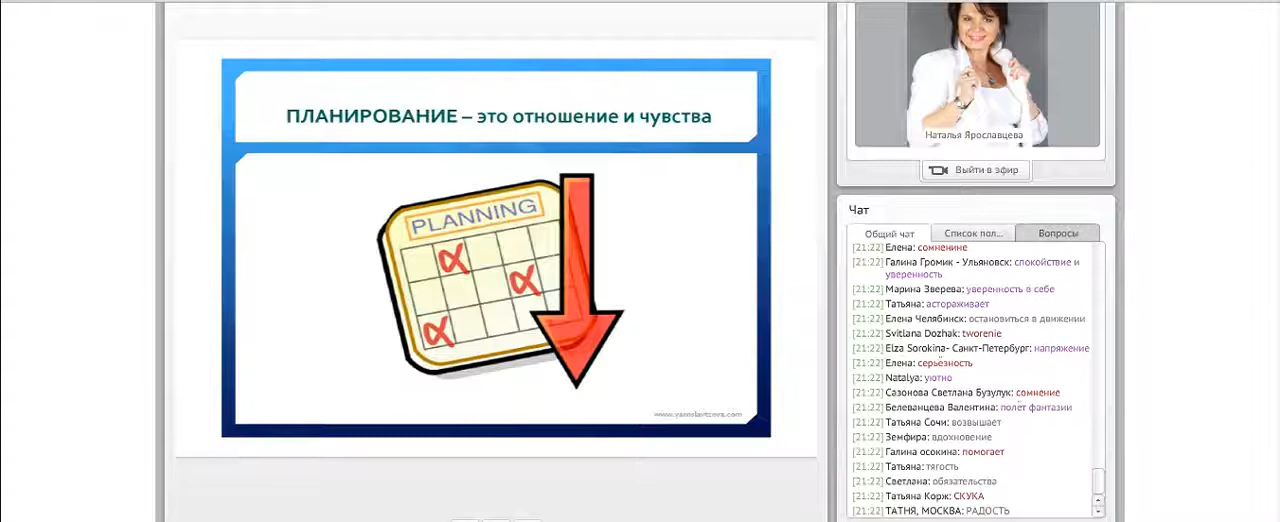 ПЛАНИРОВАНИЕ – это отношение и чувства
PLANNING
www.yaroslavtzeva.com
Наталья Ярославцева
Выйти в эфир
Чат
Общий чат
Список пол...
Вопросы
[21:22] Елена: сомненине
[21:22] Галина Громик - Ульяновск: спокойствие и
уверенность
[21:22] Марина Зверева: уверенность в себе
[21:22] Татьяна: астораживает
[21:22] Елена Челябинск: остановиться в движении
[21:22] Svitlana Dozhak: tworenie
[21:22] Elza Sorokina- Санкт-Петербург: напряжение
[21:22] Елена: серьёзность
[21:22] Natalya: уютно
[21:22] Сазонова Светлана Бузулук: сомнение
[21:22] Белеванцева Валентина: полёт фантазии
[21:22] Татьяна Сочи: возвышает
[21:22] Земфира: вдохновение
[21:22] Галина осокина: помогает
[21:22] Татьяна: тягость
[21:22] Светлана: обязательства
[21:22] Татьяна Корж: СКУКА
[21:22] ТАТНЯ, МОСКВА: РАДОСТЬ